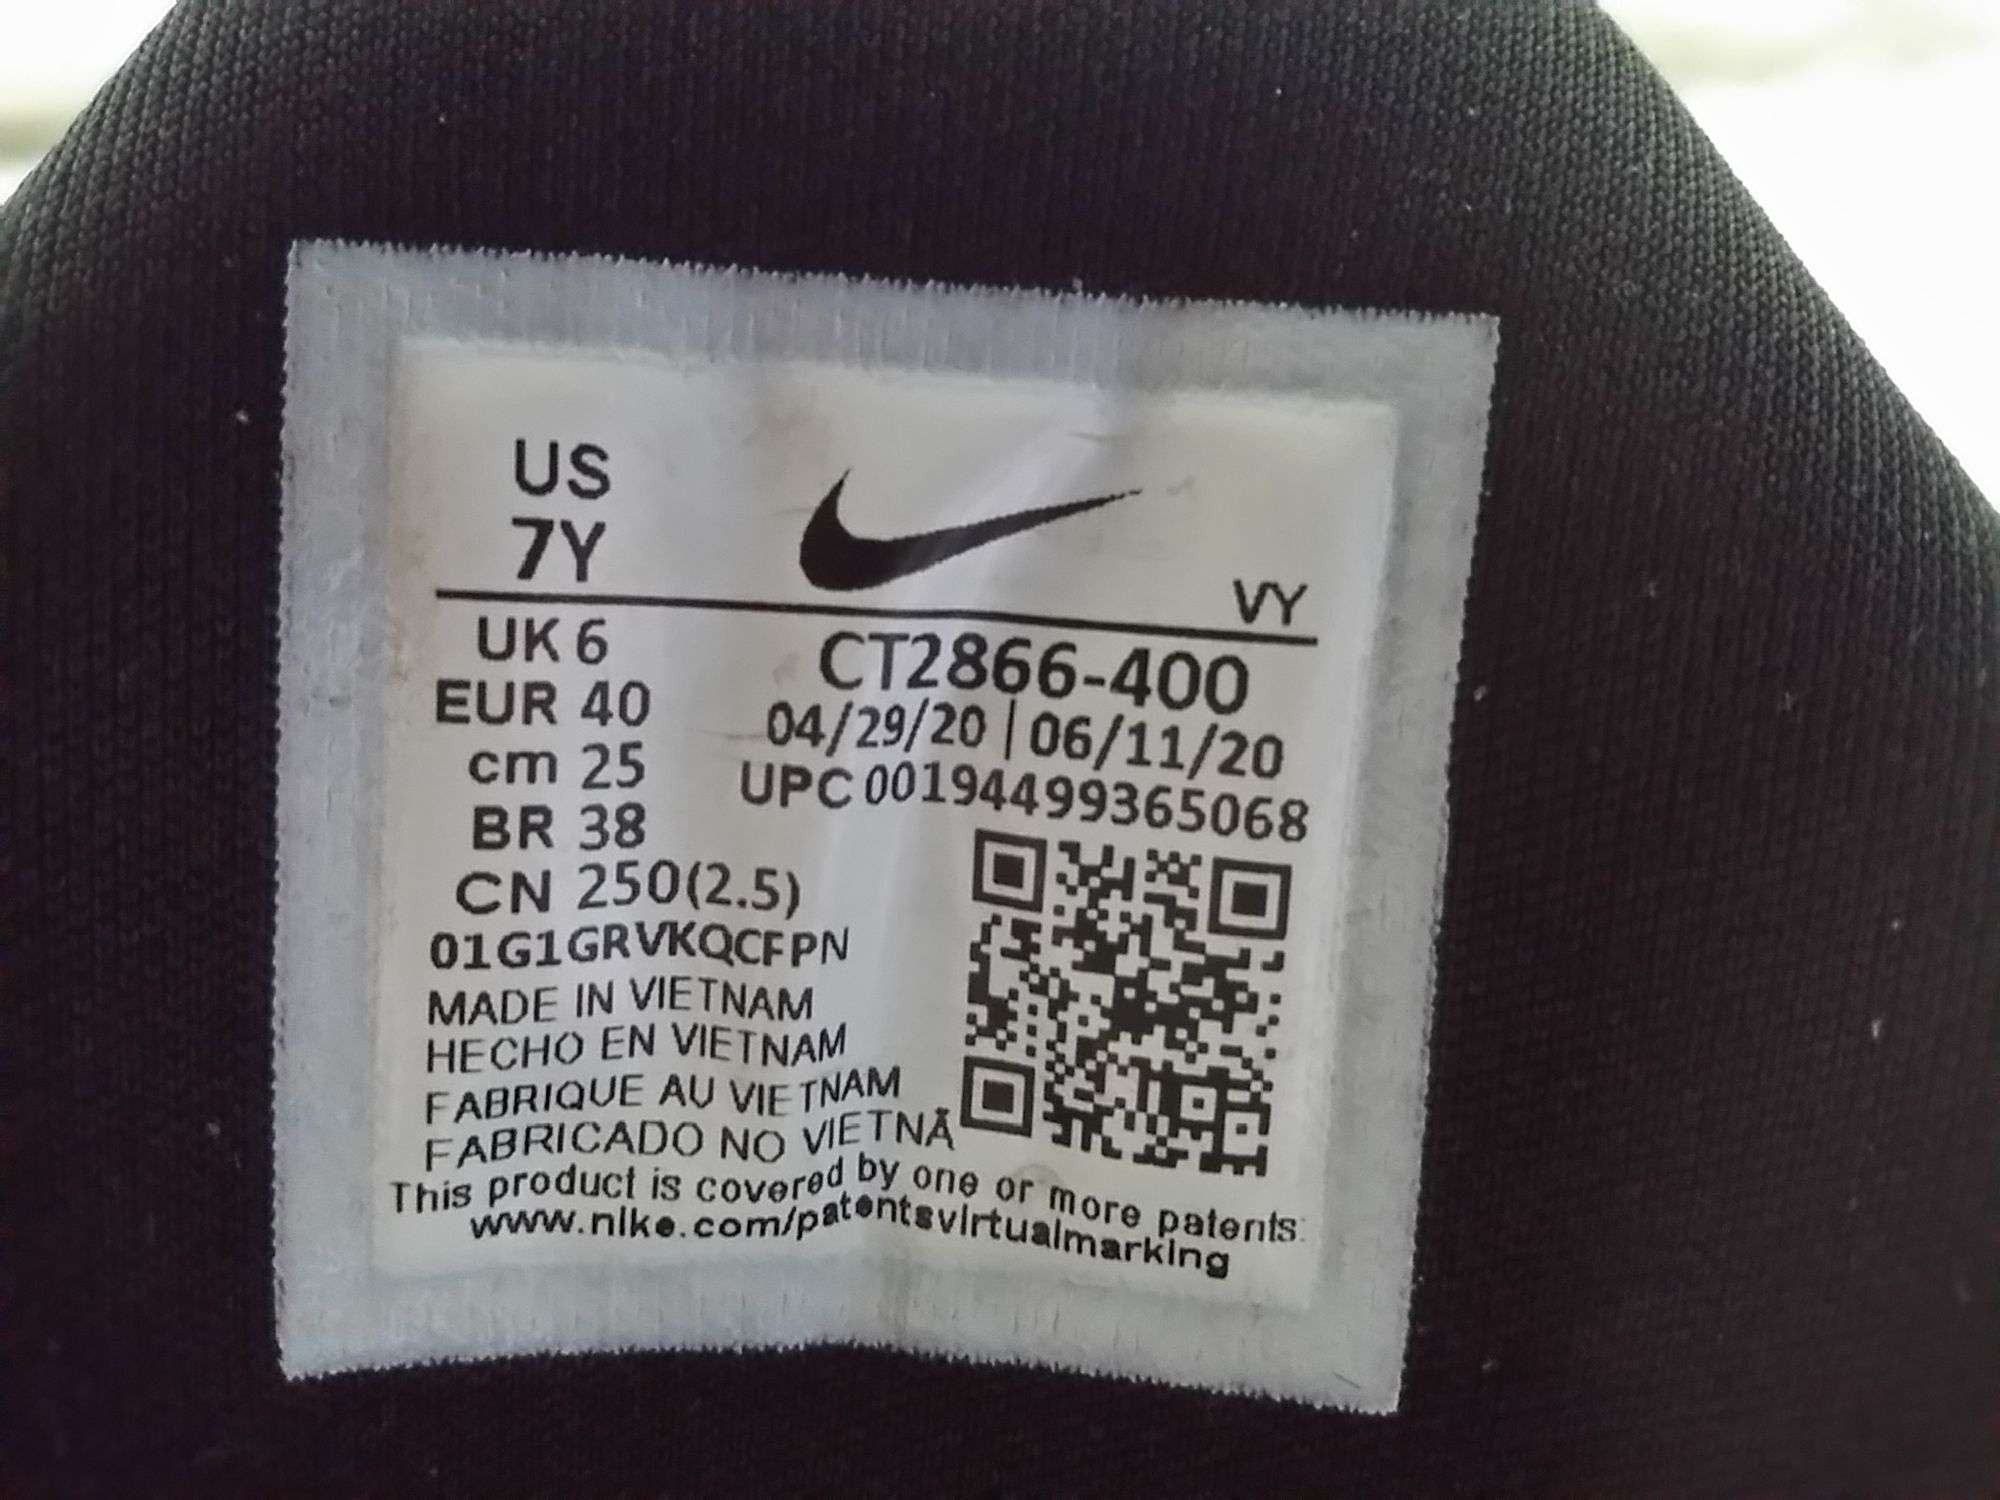 US
7Y
VY
UK 6
EUR 40
cm 25
BR 38
CN 250(2.5)
CT2866-400
04/29/20 | 06/11/20
UPC 00194499365068
01G1GRVKQCFPN
MADE IN VIETNAM
HECHO EN VIETNAM
FABRIQUE AU VIETNAM
FABRICADO NO VIETNÃ
This product is covered by one or more patents:
www.nike.com/patentsvirtualmarking